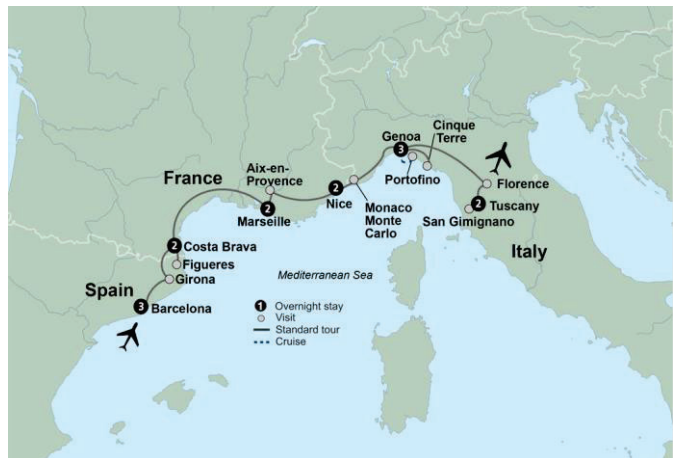 Cinque
Terre
Genoa
3
Aix-en-
Provence
France
Portofino
Florence
2
Nice
Monaco
Monte
Carlo
2
Tuscany
San Gimignano
2
Marseille
Italy
2
Costa Brava
Figueres
Girona
Mediterranean Sea
Spain
3
Barcelona
1 Overnight stay
Visit
Standard tour
Cruise